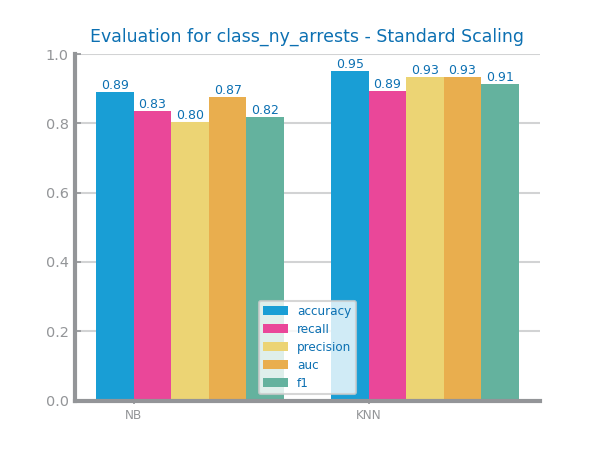 Evaluation for class_ny_arrests - Standard Scaling
1.0
0.8
0.6
0.4
0.2
0.0
0.89
0.83
0.80
0.87
0.82
0.95
0.89
0.93
0.93
0.91
accuracy
recall
precision
auc
f1
NB
KNN